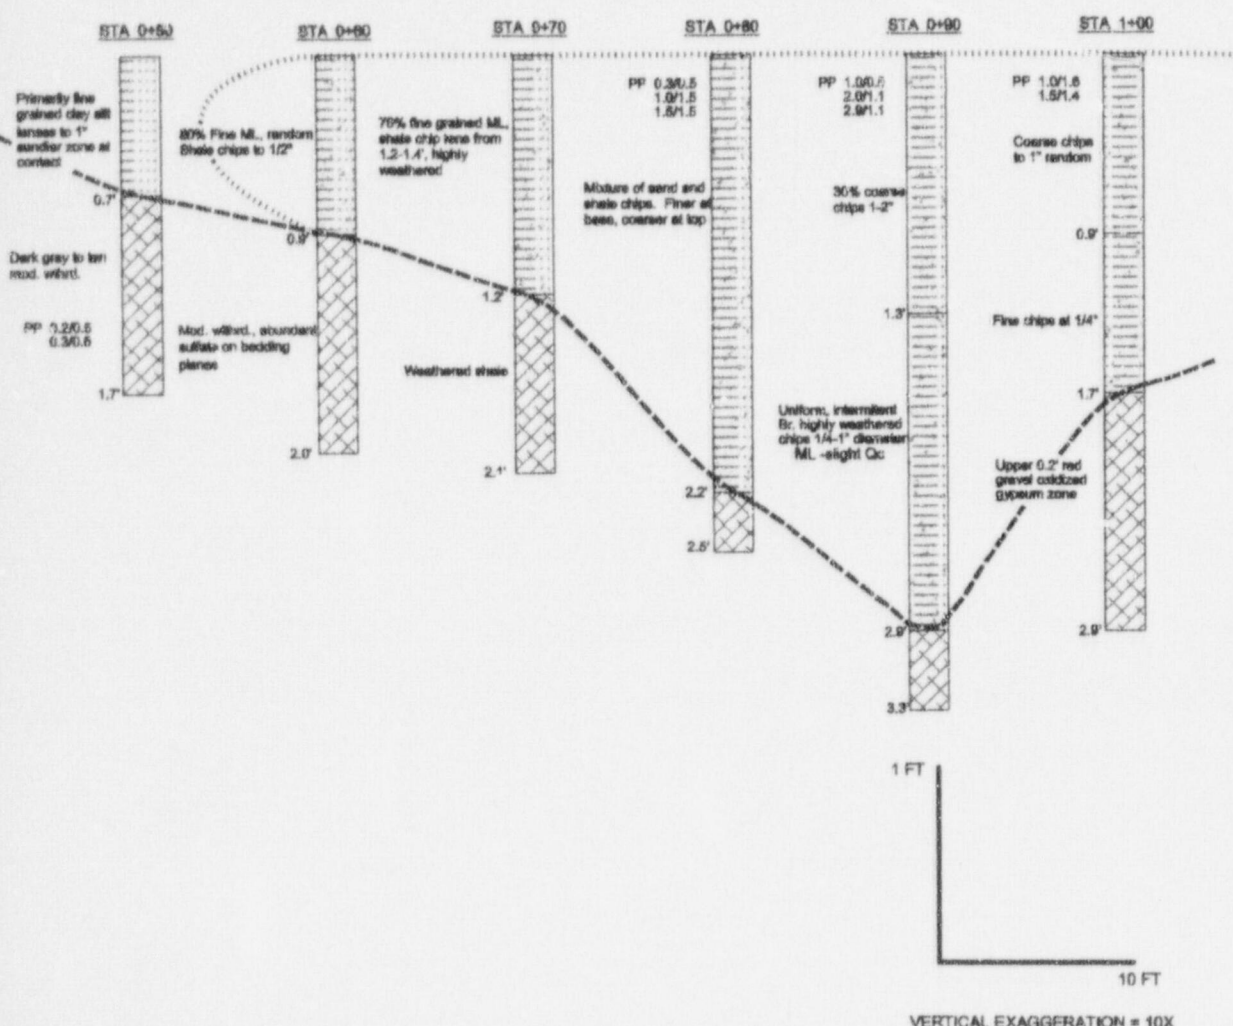 STA 0+50
STA 0+60
STA 0+70
STA 0+80
STA 0+90
STA 1+00
Primarily fine
grained clay silt
lenses to 1"
sandier zone at
contact
0.7'
Dark gray to tan
mod. wthrd.
PP 0.2/0.5
0.3/0.5
1.7'
80% Fine ML, random
Shale chips to 1/2"
0.9'
Mod. wthrd., abundant
sulfate on bedding
planes
2.0'
fine grained ML,
shale chip lens from
1.2-1.4', highly
weathered
1.2'
Weathered shale
2.1'
PP 0.3/0.5
1.0/1.5
1.5/1.5
Mixture of sand and
shale chips. Finer at
base, coarser at top
2.2'
2.5'
PP
2.0/1.1
2.9/1.1
30% coarse
chips 1-2"
1.3'
Uniform, intermittent
Br. highly weathered
chips 1/4-1" diameter
ML -slight Qc
2.9'
3.3'
PP 1.0/1.6
1.5/1.4
Coarse chips
to 1" random
0.9'
Fine chips at 1/4"
1.7'
Upper 0.2' red
gravel oxidized
gypsum zone
2.9'
1 FT
10 FT
VERTICAL EXAGGERATION = 10X